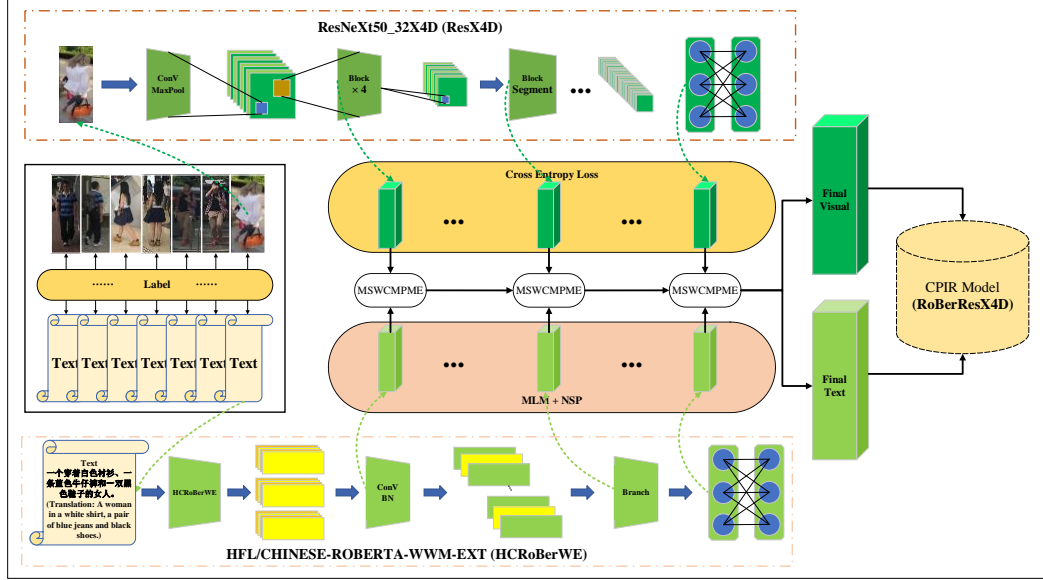 ResNeXt50_32X4D (ResX4D)
ConV
MaxPool
Block
× 4
Block
Segment
...
Cross Entropy Loss
... ...
MSWCMPME
MSWCMPME
MSWCMPME
... ...
MLM + NSP
...... Label ......
Text
Text
Text
Text
Text
Text
Text
Final
Visual
CPIR Model
(RoBerResX4D)
Final
Text
Text
一个穿着白色衬衫、一
条蓝色牛仔裤和一双黑
色鞋子的女人。
(Translation: A woman
in a white shirt, a pair
of blue jeans and black
shoes.)
HCRoBerWE
ConV
BN
Branch
HFL/CHINESE-ROBERTA-WWM-EXT (HCRoBerWE)